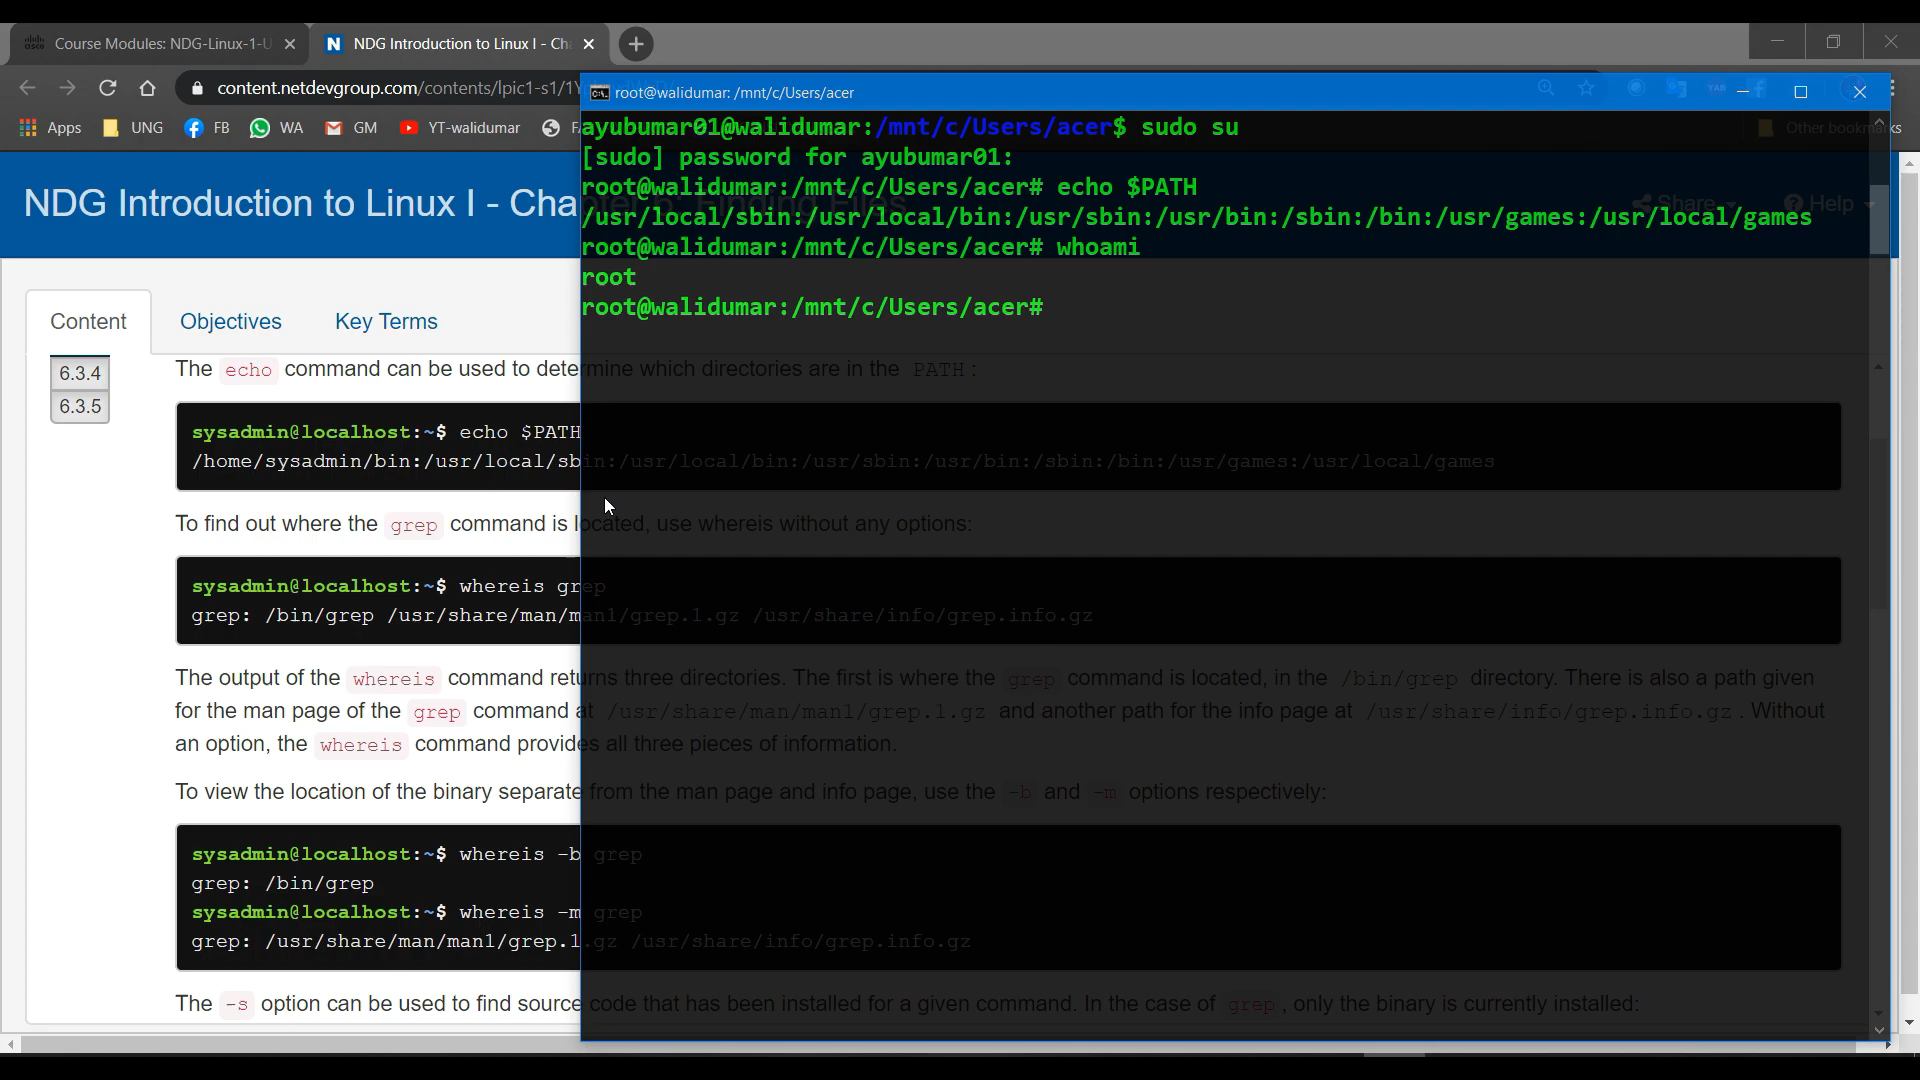 Course Modules: NDG-Linux-1-U
NDG Introduction to Linux I - Ch
content.netdevgroup.com/contents/lpic1-s1/1Y
root@walidumar: /mnt/c/Users/acer
Apps
UNG
FB
WA
GM
YT-walidumar
Other bookmarks
NDG Introduction to Linux I - Chapter 6: Finding Files
Share
Help
ayubumar01@walidumar:/mnt/c/Users/acer$ sudo su
[sudo] password for ayubumar01:
root@walidumar:/mnt/c/Users/acer# echo $PATH
/usr/local/sbin:/usr/local/bin:/usr/sbin:/usr/bin:/sbin:/bin:/usr/games:/usr/local/games
root@walidumar:/mnt/c/Users/acer# whoami
root
root@walidumar:/mnt/c/Users/acer#
Content
Objectives
Key Terms
6.3.4
6.3.5
The echo command can be used to determine which directories are in the PATH :
sysadmin@localhost:~$ echo $PATH
/home/sysadmin/bin:/usr/local/sbin:/usr/local/bin:/usr/sbin:/usr/bin:/sbin:/bin:/usr/games:/usr/local/games
To find out where the grep command is located, use whereis without any options:
sysadmin@localhost:~$ whereis grep
grep: /bin/grep /usr/share/man/man1/grep.1.gz /usr/share/info/grep.info.gz
The output of the whereis command returns three directories. The first is where the grep command is located, in the /bin/grep directory. There is also a path given
for the man page of the grep command at /usr/share/man/man1/grep.1.gz and another path for the info page at /usr/share/info/grep.info.gz. Without
an option, the whereis command provides all three pieces of information.
To view the location of the binary separate from the man page and info page, use the -b and -m options respectively:
sysadmin@localhost:~$ whereis -b grep
grep: /bin/grep
sysadmin@localhost:~$ whereis -m grep
grep: /usr/share/man/man1/grep.1.gz /usr/share/info/grep.info.gz
The -s option can be used to find source code that has been installed for a given command. In the case of grep, only the binary is currently installed: